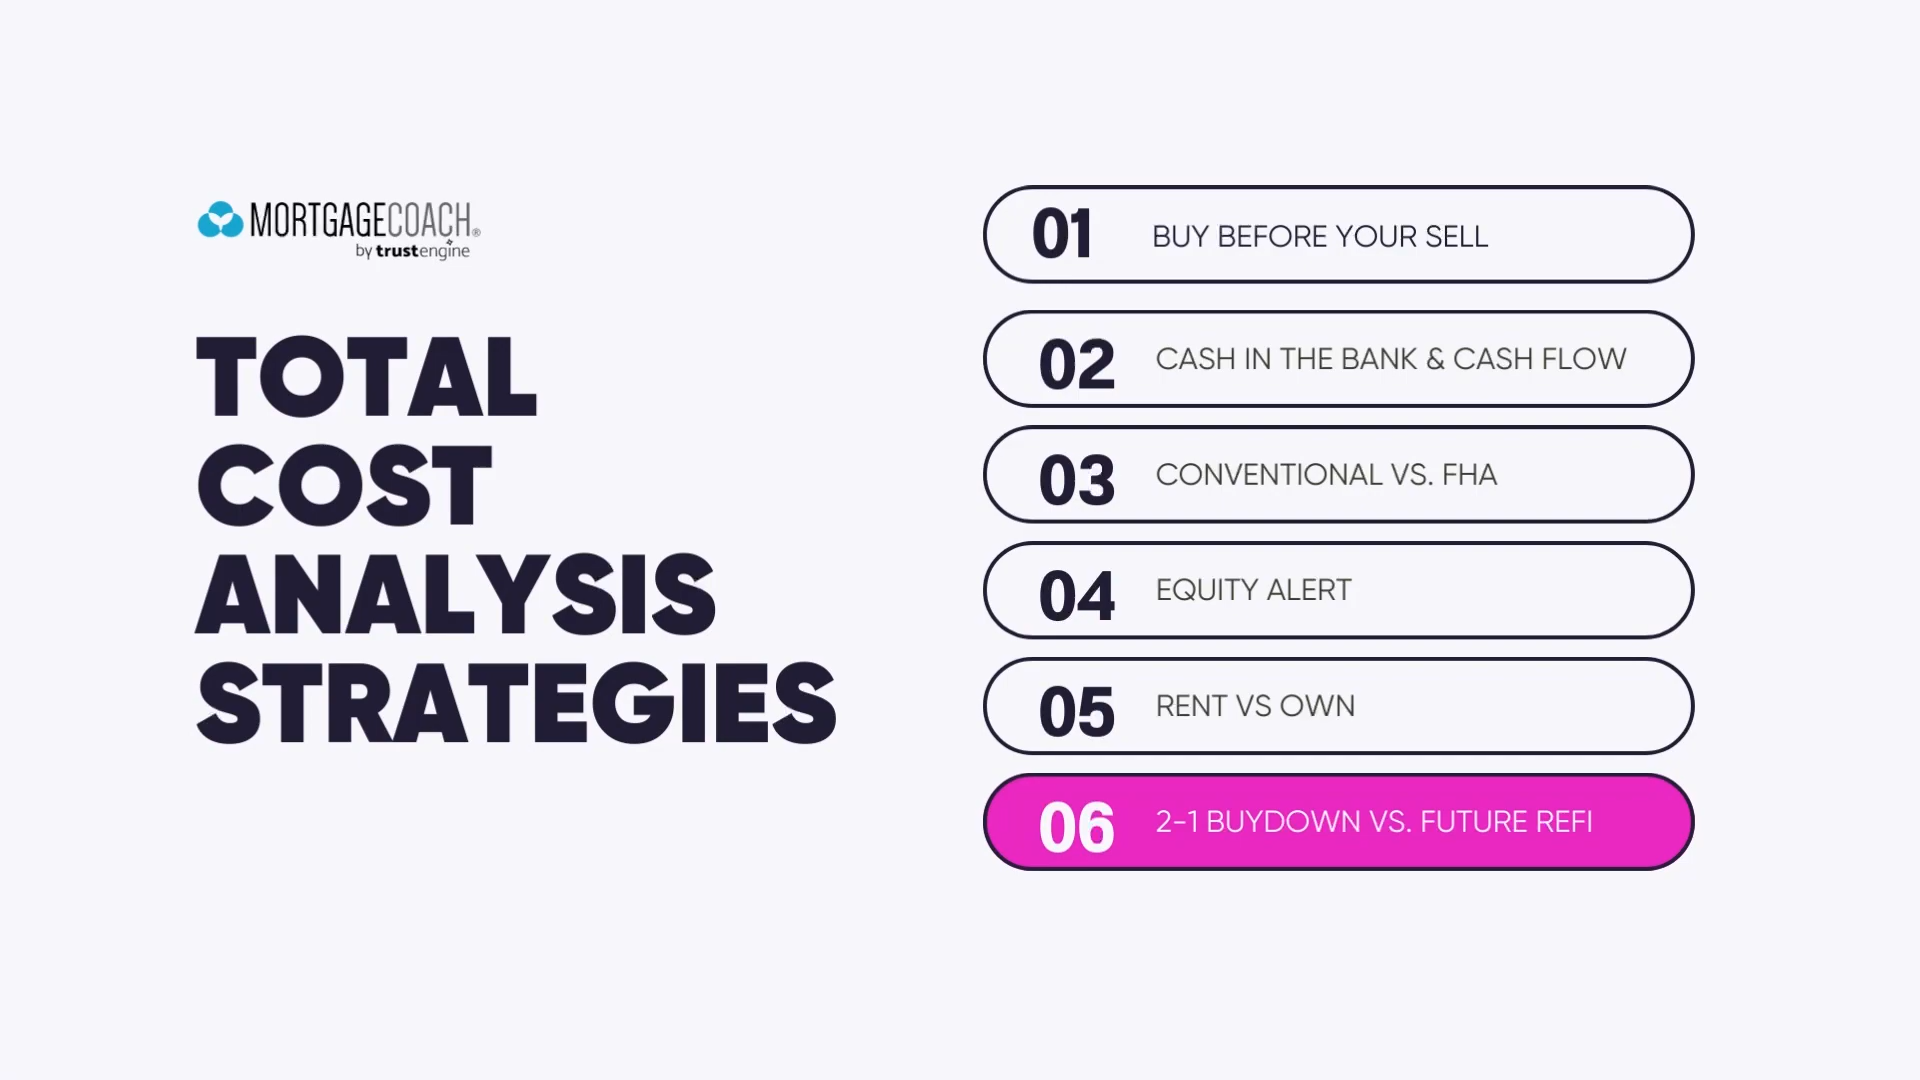 MORTGAGECOACH®
by trustengine
TOTAL
COST
ANALYSIS
STRATEGIES
01 BUY BEFORE YOUR SELL
02 CASH IN THE BANK & CASH FLOW
03 CONVENTIONAL VS. FHA
04 EQUITY ALERT
05 RENT VS OWN
06 2-1 BUYDOWN VS. FUTURE REFI